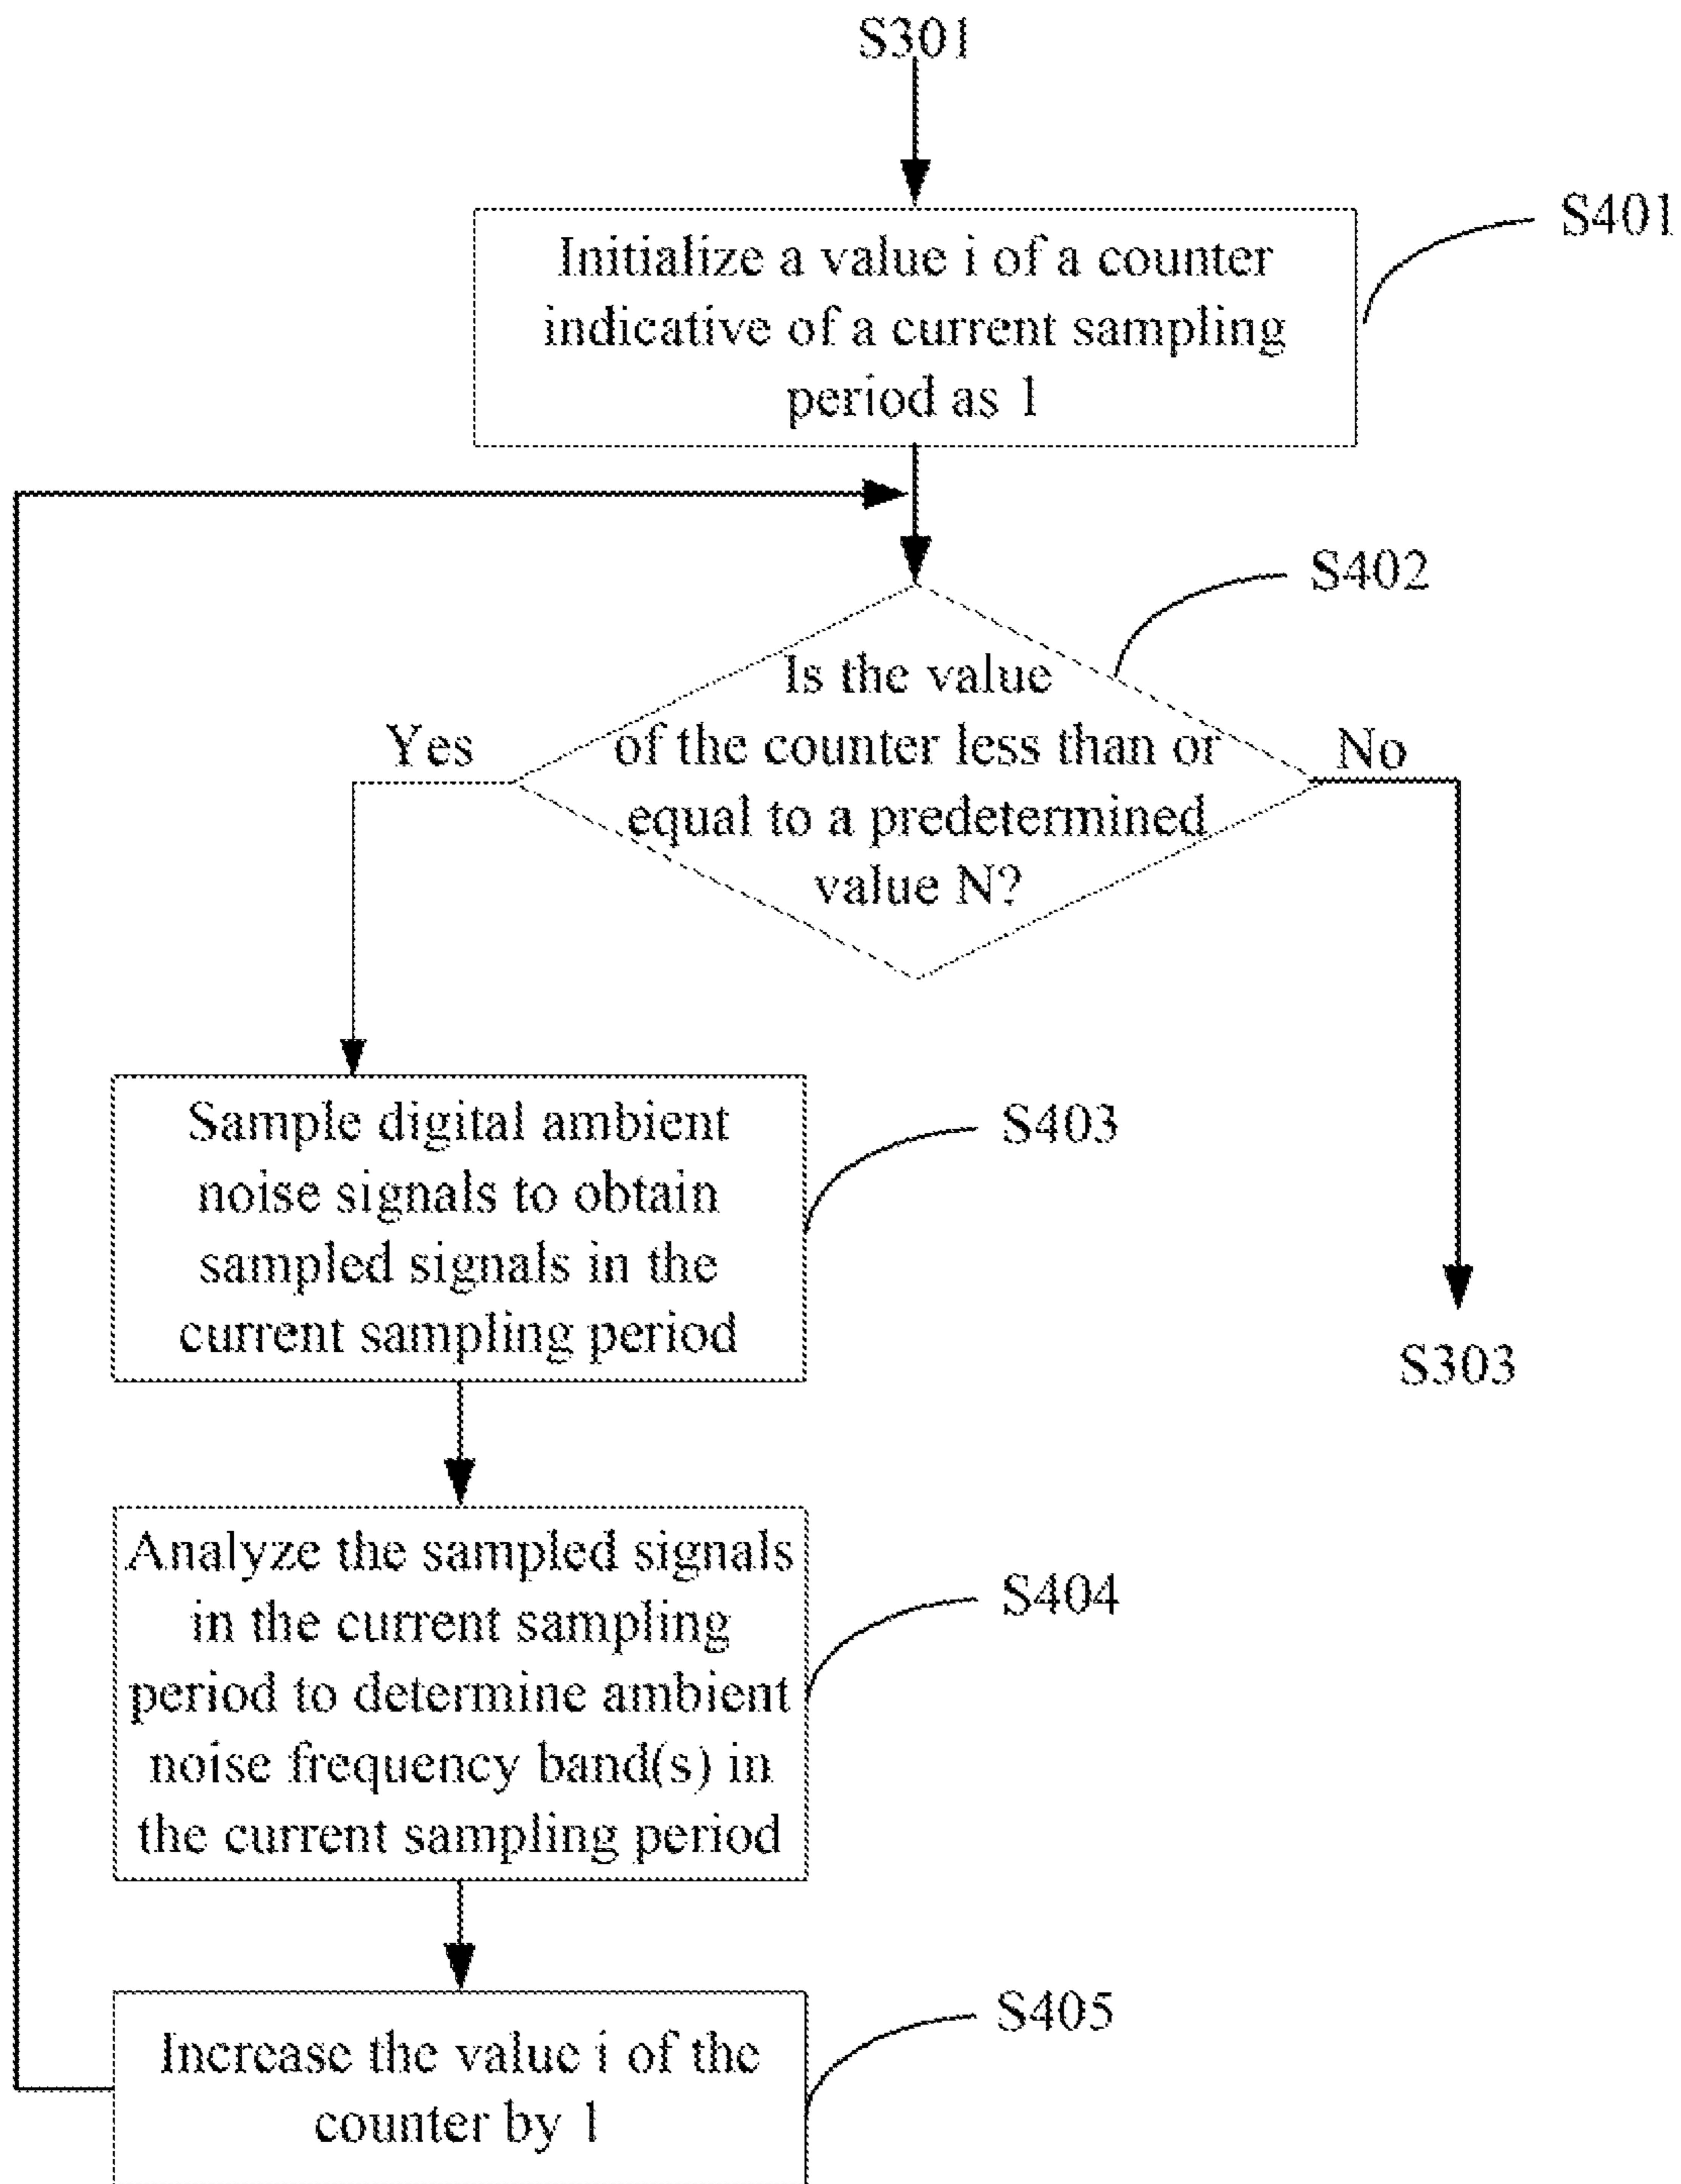 S301
Initialize a value i of a counter
indicative of a current sampling
period as 1
S401
S402
Is the value
of the counter less than or
equal to a predetermined
value N?
Yes
No
Sample digital ambient
noise signals to obtain
sampled signals in the
current sampling period
S403
S303
Analyze the sampled signals
in the current sampling
period to determine ambient
noise frequency band(s) in
the current sampling period
S404
Increase the value i of the
counter by 1
S405